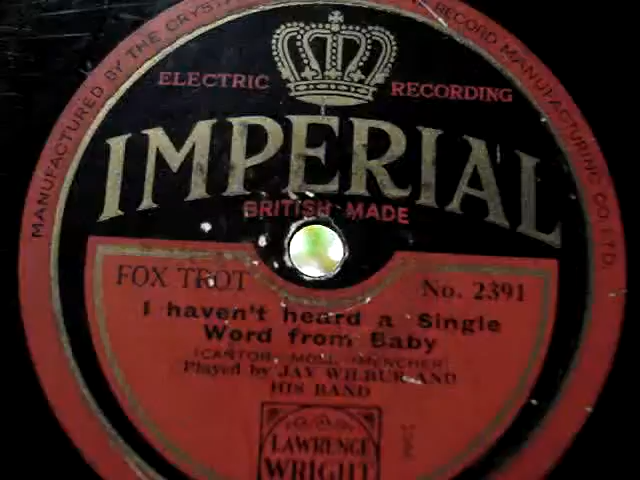 MANUFACTURED BY THE CRYST
RECORD MANUFACTURING CO. LTD.
ELECTRIC RECORDING
IMPERIAL
BRITISH MADE
FOX TROT
No. 2391
I haven't heard a Single
Word from Baby
Played by JAY WILBUR AND
HIS BAND
LAWRENCE
WRIGHT